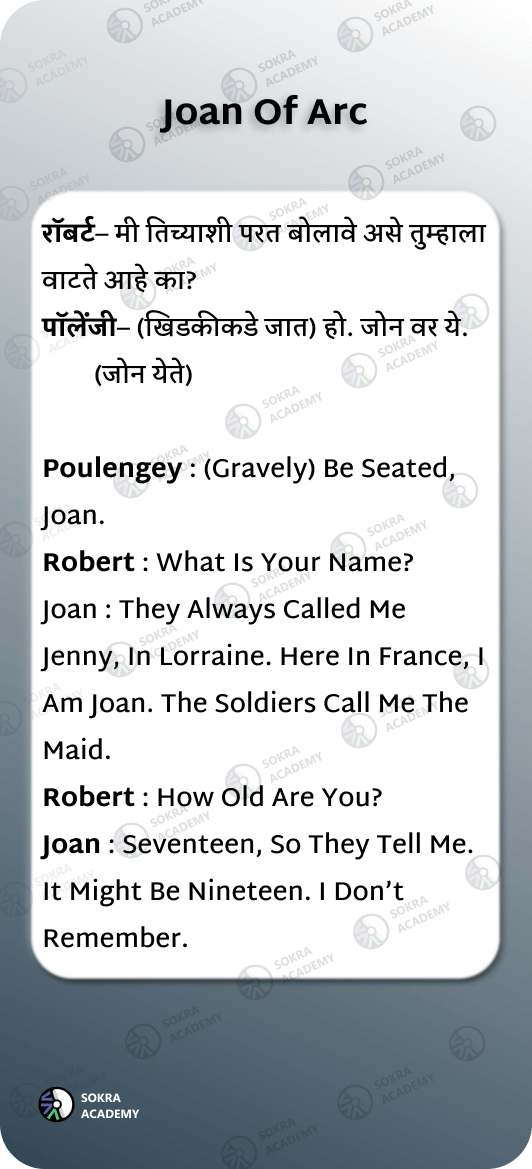 Joan Of Arc
रॉबर्ट– मी तिच्याशी परत बोलावे असे तुम्हाला
वाटते आहे का?
पॉलेंजी– (खिडकीकडे जात) हो. जोन वर ये.
(जोन येते)
Poulengey : (Gravely) Be Seated,
Joan.
Robert : What Is Your Name?
Joan : They Always Called Me
Jenny, In Lorraine. Here In France, I
Am Joan. The Soldiers Call Me The
Maid.
Robert : How Old Are You?
Joan : Seventeen, So They Tell Me.
It Might Be Nineteen. I Don’t
Remember.
SOKRA
ACADEMY